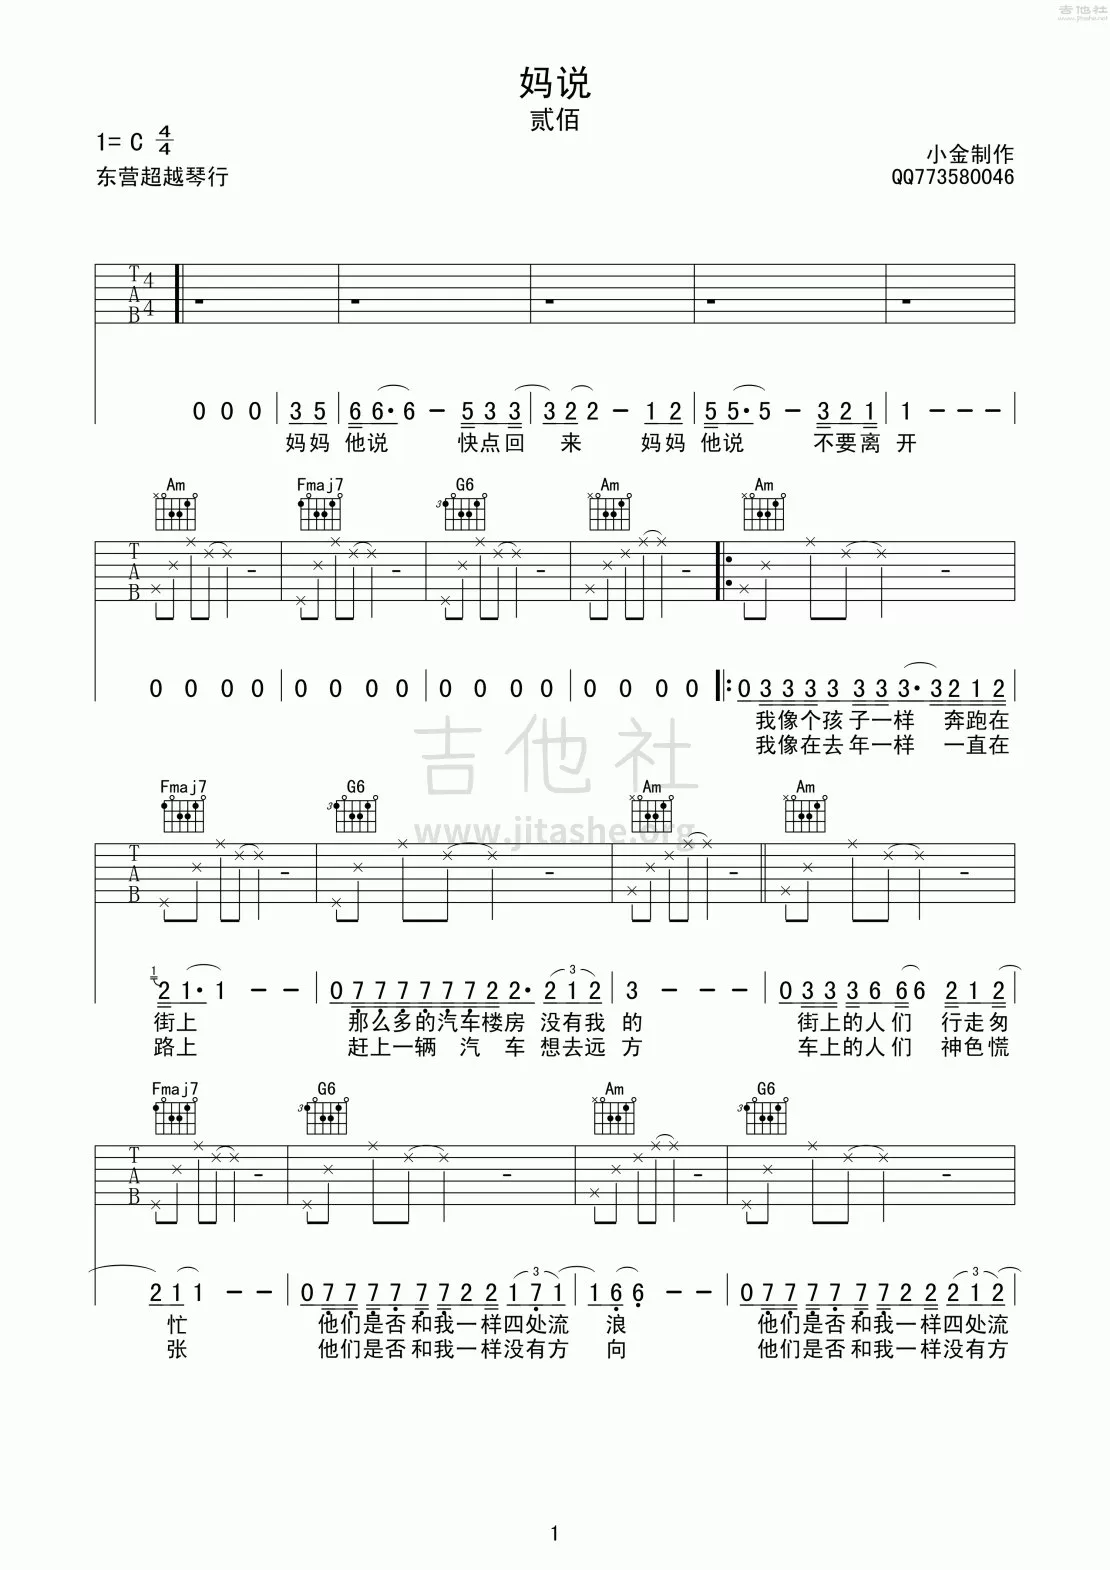 吉他社
www.jitashe.net
妈说
贰佰
1= C 4/4
小金制作
东营超越琴行
QQ773580046
T A B 4/4
0 0 0 | 3 5 | 6 6· 6 – 5 3 3 | 3 2 2 – 1 2 | 5 5· 5 – 3 2 1 | 1 – – – |
妈妈 他说 快点回 来 妈妈 他说 不要离 开
Am Fmaj7 G6 Am Am
3
T A B
0 0 0 0 | 0 0 0 0 | 0 0 0 0 | 0 0 0 0 |: 0 3 3 3 3 3 3 3· 3 2 1 2 |
我像个孩 子一样 奔跑在
我像在去 年一样 一直在
吉他社
www.jitashe.org
Fmaj7 G6 Am Am
3
T A B
1 2 1· 1 – – | 0 7 7 7 7 7 7 2 2· 2 1 2 | 3 – – | 0 3 3 3 6 6 6 2 1 2 |
3
街上 那么多的汽车楼房 没有我 的 街上的人们 行走匆
路上 赶上一辆 汽 车 想去远 方 车上的人们 神色慌
Fmaj7 G6 Am G6
3 3
T A B
2 1 1 – – | 0 7 7 7 7 7 7 2 2 1 7 1 | 1 6 6 – – | 0 7 7 7 7 7 7 2 2 2 1 2 |
3 3
忙 他们是否 和我一样四处流 浪 他们是否 和我一样四处流
张 他们是否 和我一样没有方 向 他们是否 和我一样没有方
1